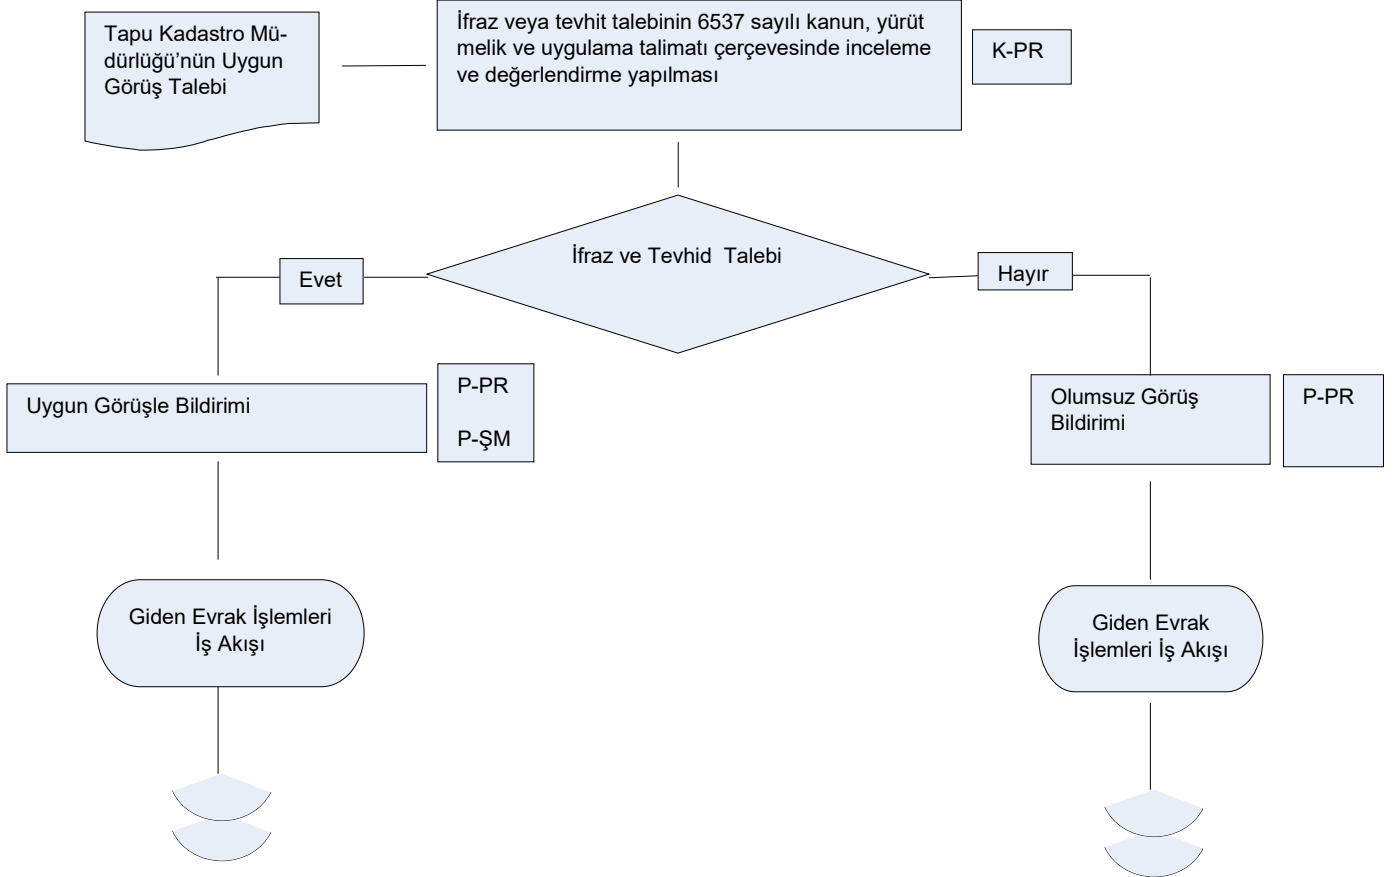 Tapu Kadastro Mü-
dürlüğü’nün Uygun
Görüş Talebi
İfraz veya tevhit talebinin 6537 sayılı kanun, yürüt
melik ve uygulama talimatı çerçevesinde inceleme
ve değerlendirme yapılması
K-PR
İfraz ve Tevhid  Talebi
Evet
Hayır
Uygun Görüşle Bildirimi
P-PR
P-ŞM
Olumsuz Görüş
Bildirimi
P-PR
Giden Evrak İşlemleri
İş Akışı
Giden Evrak
İşlemleri İş Akışı